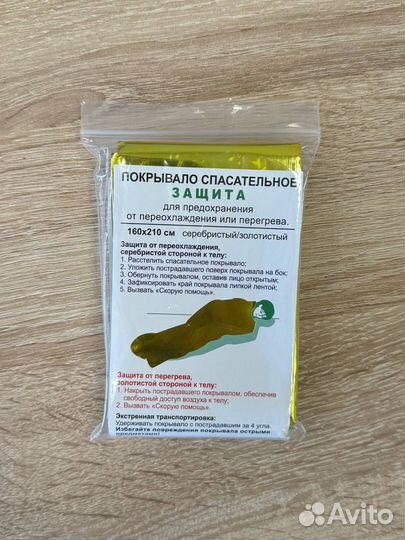 ПОКРЫВАЛО СПАСАТЕЛЬНОЕ
ЗАЩИТА
для предохранения
от переохлаждения или перегрева.
160х210 см серебристый/золотистый
Защита от переохлаждения,
серебристой стороной к телу:
1. Расстелить спасательное покрывало;
2. Уложить пострадавшего поверх покрывала на бок;
3. Обернуть покрывалом, оставив лицо открытым;
4. Зафиксировать край покрывала липкой лентой;
5. Вызвать «Скорую помощь».
Защита от перегрева,
золотистой стороной к телу:
1. Накрыть пострадавшего покрывалом, обеспечив
свободный доступ воздуха к телу;
2. Вызвать «Скорую помощь».
Экстренная транспортировка:
Удерживать покрывало с пострадавшим за 4 угла.
Избегайте повреждения покрывала острыми
предметами!
Avito